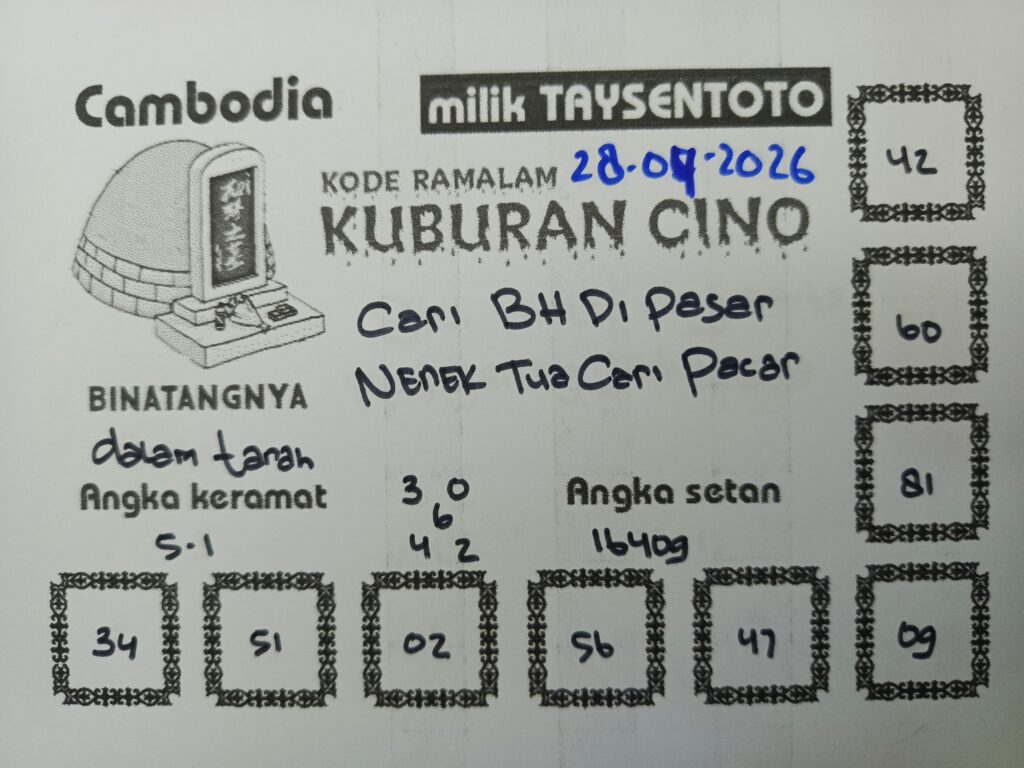 Cambodia
milik TAYSENTOTO
KODE RAMALAM 28.04.2026
KUBURAN CINO
Cari BH Di Pasar
NENEK Tua Cari Pacar
BINATANGNYA
dalam tanah
Angka keramat
5.1
3 0
6
4 2
Angka setan
16409
42
60
81
34
51
02
56
47
09